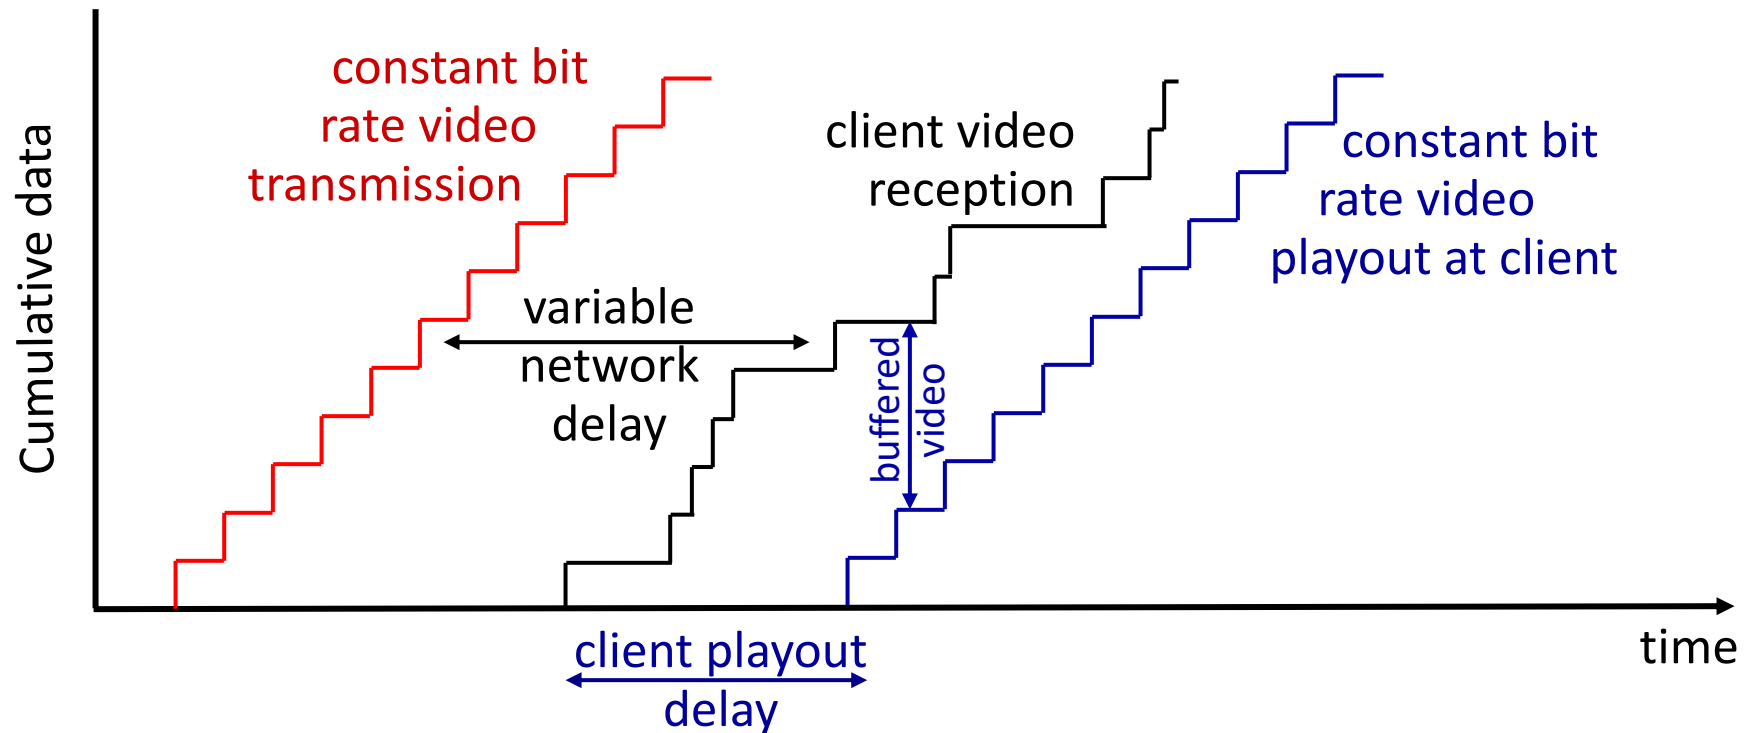 constant bit
rate video
transmission
client video
reception
constant bit
rate video
playout at client
Cumulative data
variable
network
delay
buffered
video
client playout
delay
time